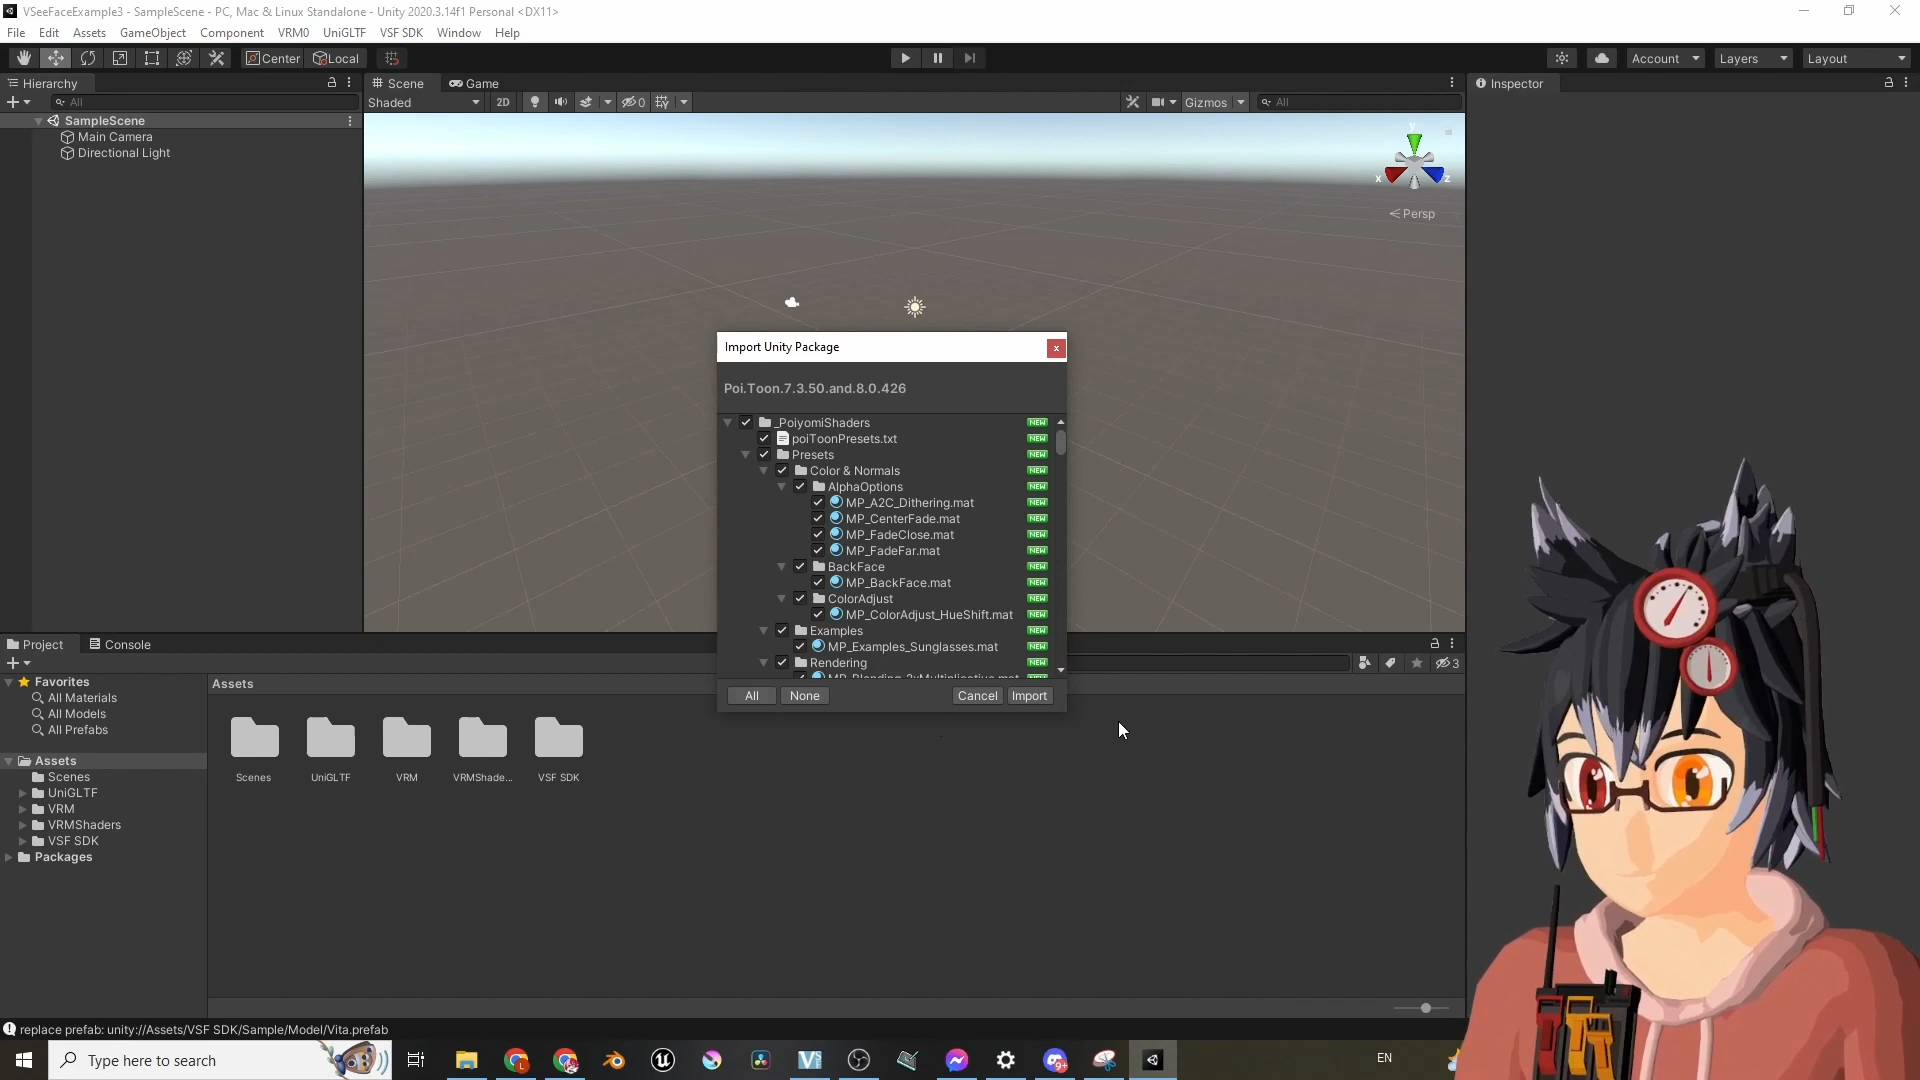 VSeeFaceExample3 - SampleScene - PC, Mac & Linux Standalone - Unity 2020.3.14f1 Personal <DX11>
File Edit Assets GameObject Component Window VRM0 UniGLTF VSF SDK Window Help
Center Local Account Layers Layout
Hierarchy Scene Game Inspector
All Shaded 2D 0 Gizmos All
SampleScene
Main Camera
Directional Light
y
x z
Persp
Import Unity Package x
Poi.Toon.7.3.50.and.8.0.426
_PoiyomiShaders NEW
poiToonPresets.txt NEW
Presets NEW
Color & Normals NEW
AlphaOptions NEW
MP_A2C_Dithering.mat NEW
MP_CenterFade.mat NEW
MP_FadeClose.mat NEW
MP_FadeFar.mat NEW
BackFace NEW
MP_BackFace.mat NEW
ColorAdjust NEW
MP_ColorAdjust_HueShift.mat NEW
Examples NEW
MP_Examples_Sunglasses.mat NEW
Rendering NEW
All None Cancel Import
Project Console
3
Favorites
All Materials
All Models
All Prefabs
Assets
Scenes
UniGLTF
VRM
VRMShaders
VSF SDK
Packages
Assets
Scenes UniGLTF VRM VRMShade... VSF SDK
replace prefab: unity://Assets/VSF SDK/Sample/Model/Vita.prefab
Type here to search
9+
EN